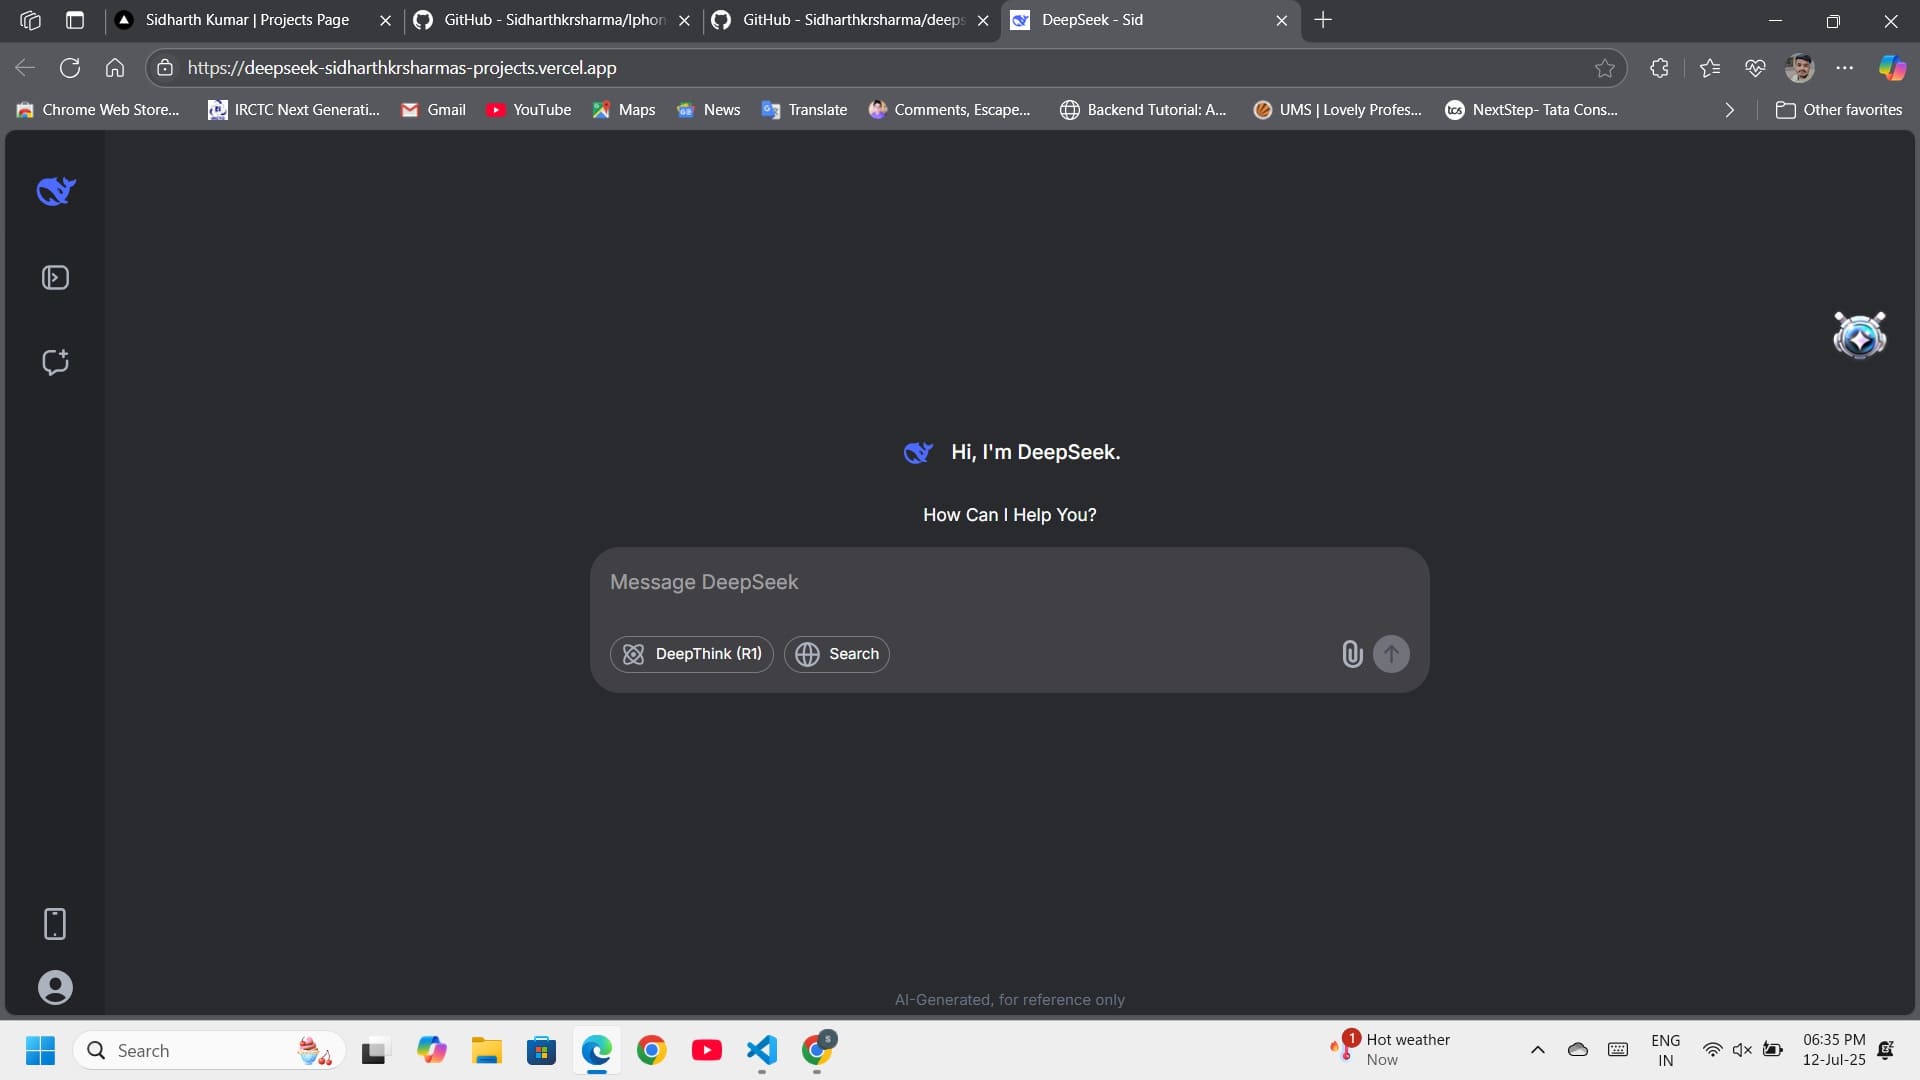 Sidharth Kumar | Projects Page
GitHub - Sidharthkrsharma/Iphon
GitHub - Sidharthkrsharma/deeps
DeepSeek - Sid
https://deepseek-sidharthkrsharmas-projects.vercel.app
Chrome Web Store...
IRCTC Next Generati...
Gmail
YouTube
Maps
News
Translate
Comments, Escape...
Backend Tutorial: A...
UMS | Lovely Profes...
NextStep- Tata Cons...
Other favorites
Hi, I'm DeepSeek.
How Can I Help You?
Message DeepSeek
DeepThink (R1)
Search
AI-Generated, for reference only
Search
1
Hot weather
Now
ENG
IN
06:35 PM
12-Jul-25